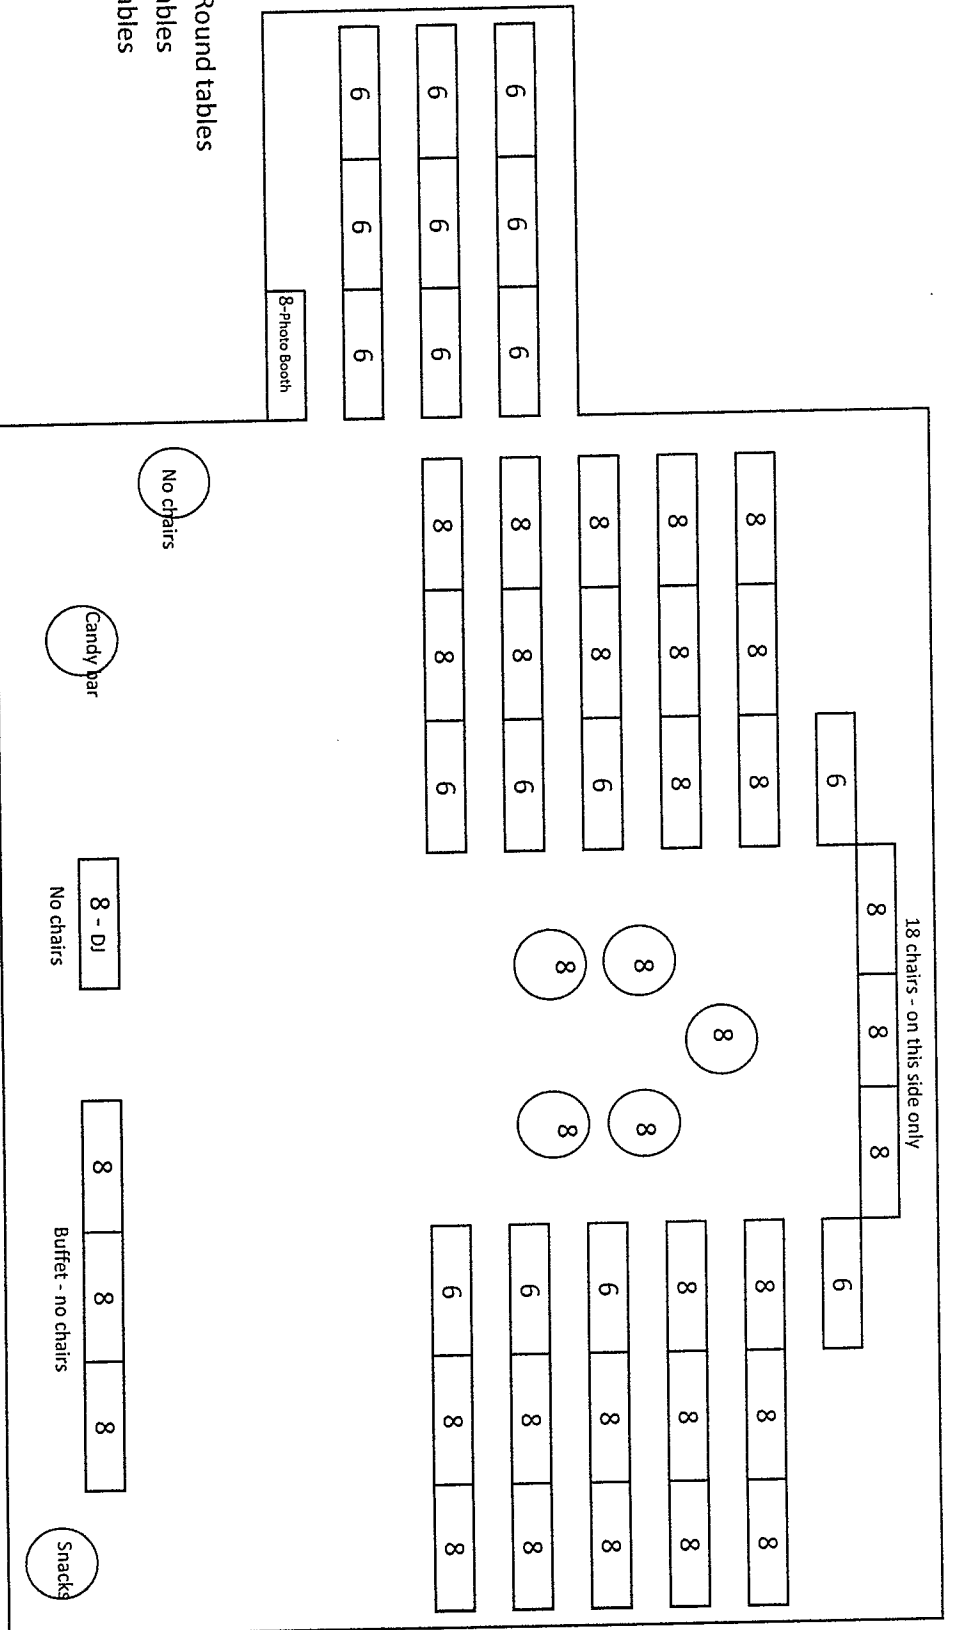 18 chairs - on this side only
8 8 8
6 6
8 8 8 8 8 8
8
8 8 8 8 8 8
8 8
8 8 6 6 8 8
8 8
6 6 6 8 8 6 6 8 8
6 6 6 8 8 6 6 8 8
6 6 6
8-Photo Booth
Round tables
No chairs
Candy bar
8 - DJ
No chairs
8 8 8
Buffet - no chairs
Snacks